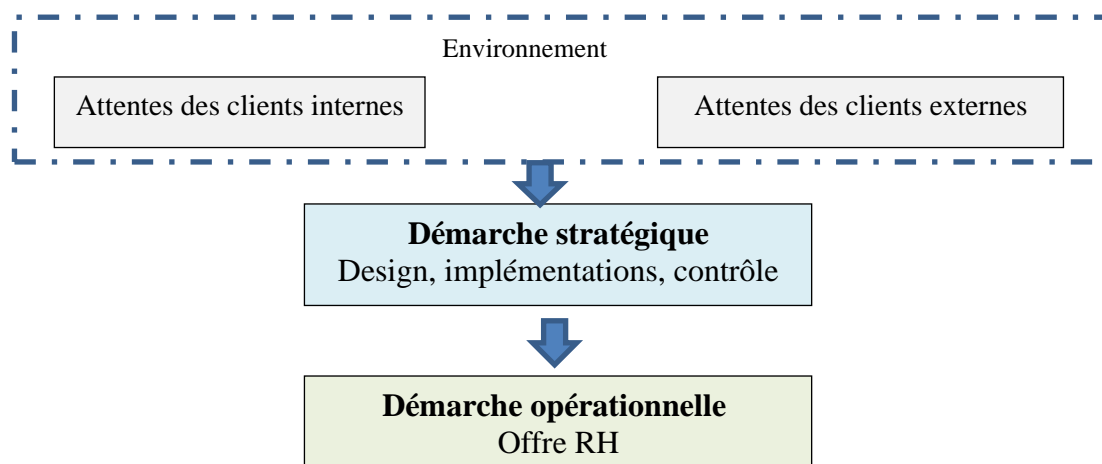 Environnement
Attentes des clients internes
Attentes des clients externes
Démarche stratégique
Design, implémentations, contrôle
Démarche opérationnelle
Offre RH